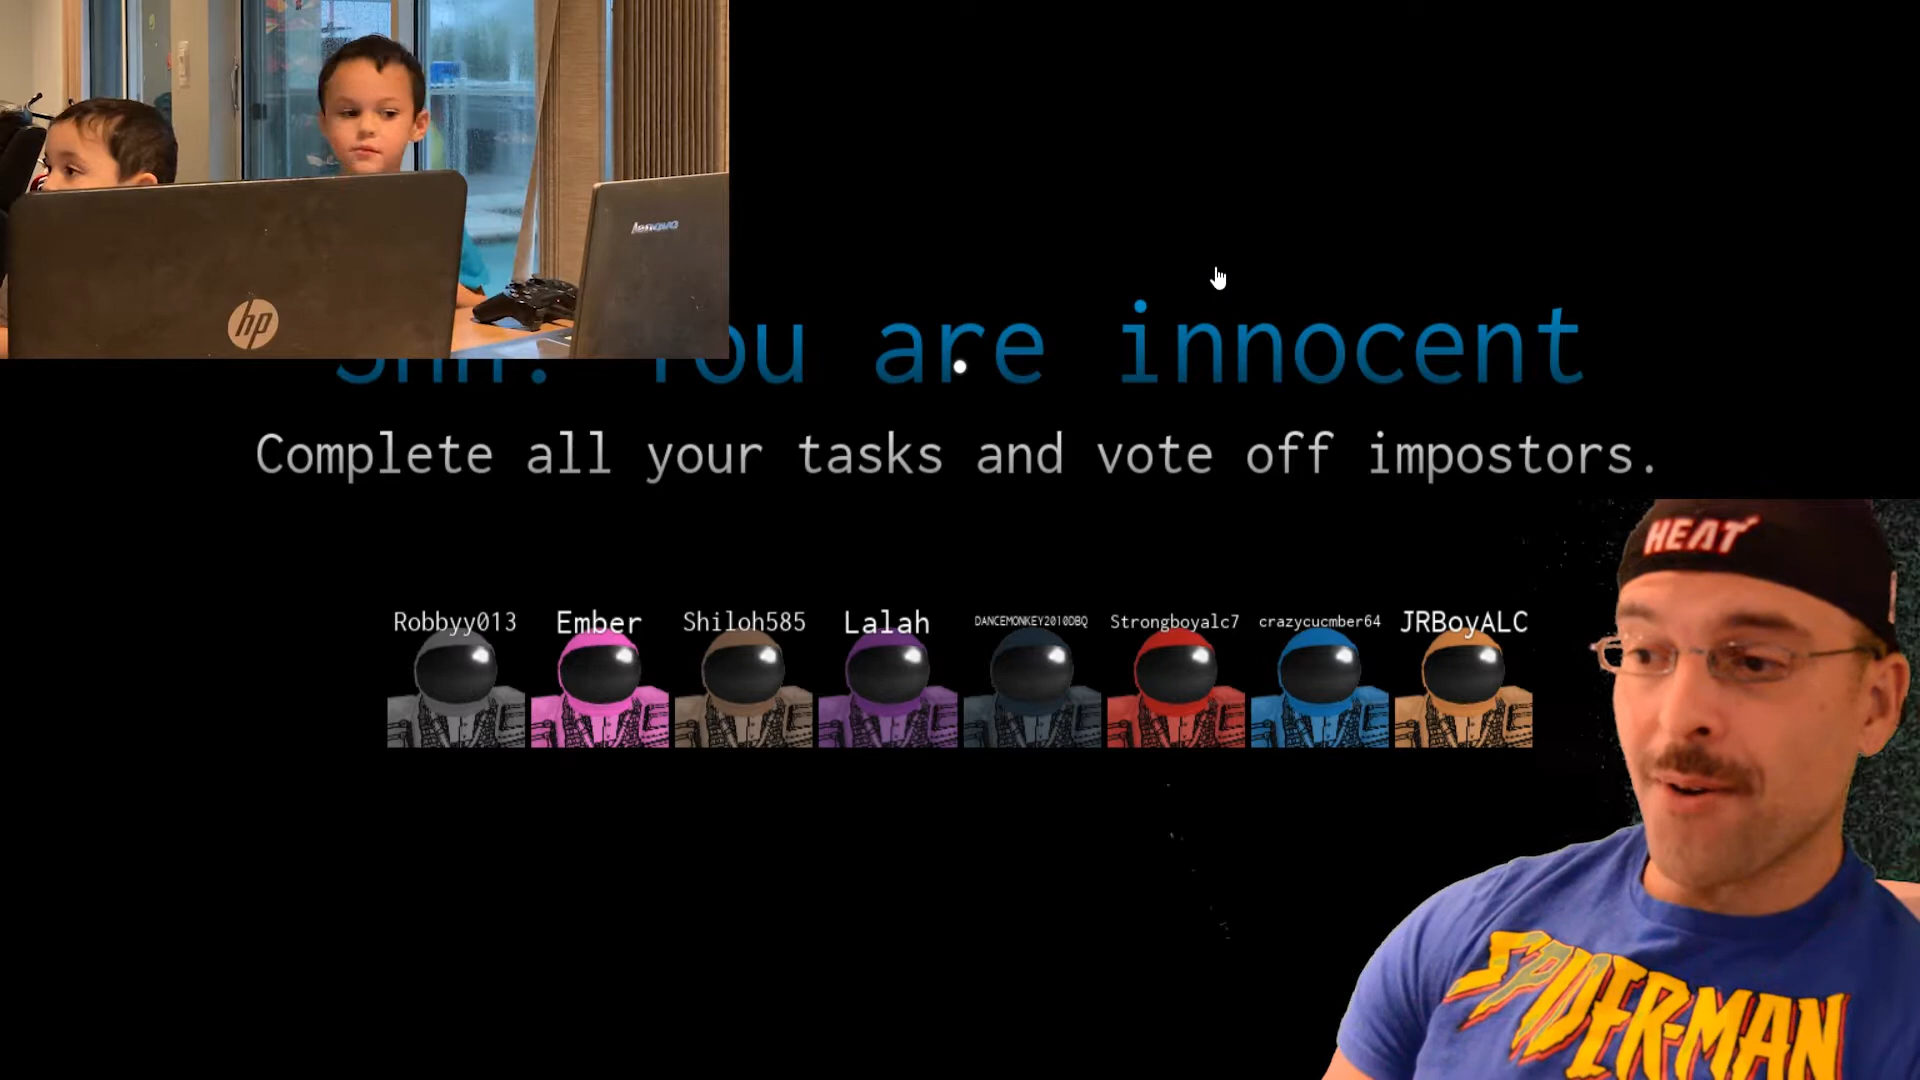 lenovo
hp
Shh! You are innocent
Complete all your tasks and vote off impostors.
Robbyy013 Ember Shiloh585 Lalah DANCEMONKEY2010DBQ Strongboyalc7 crazycucmber64 JRBoyALC
HEAT
SPIDER-MAN